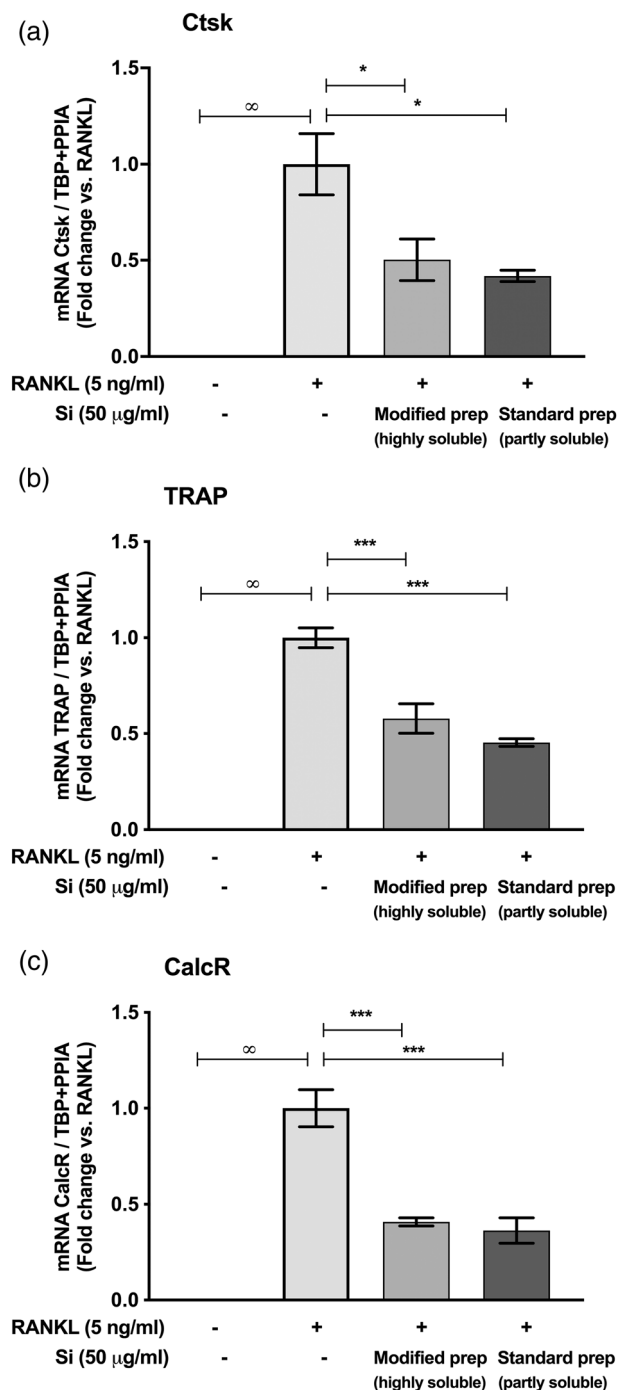 (a)
Ctsk
mRNA Ctsk / TBP+PPIA
(Fold change vs. RANKL)
1.5
1.0
0.5
0.0
∞
*
*
RANKL (5 ng/ml) - + + +
Si (50 μg/ml) - - Modified prep Standard prep
(highly soluble) (partly soluble)
(b)
TRAP
mRNA TRAP / TBP+PPIA
(Fold change vs. RANKL)
1.5
1.0
0.5
0.0
∞
***
***
RANKL (5 ng/ml) - + + +
Si (50 μg/ml) - - Modified prep Standard prep
(highly soluble) (partly soluble)
(c)
CalcR
mRNA CalcR / TBP+PPIA
(Fold change vs. RANKL)
1.5
1.0
0.5
0.0
∞
***
***
RANKL (5 ng/ml) - + + +
Si (50 μg/ml) - - Modified prep Standard prep
(highly soluble) (partly soluble)